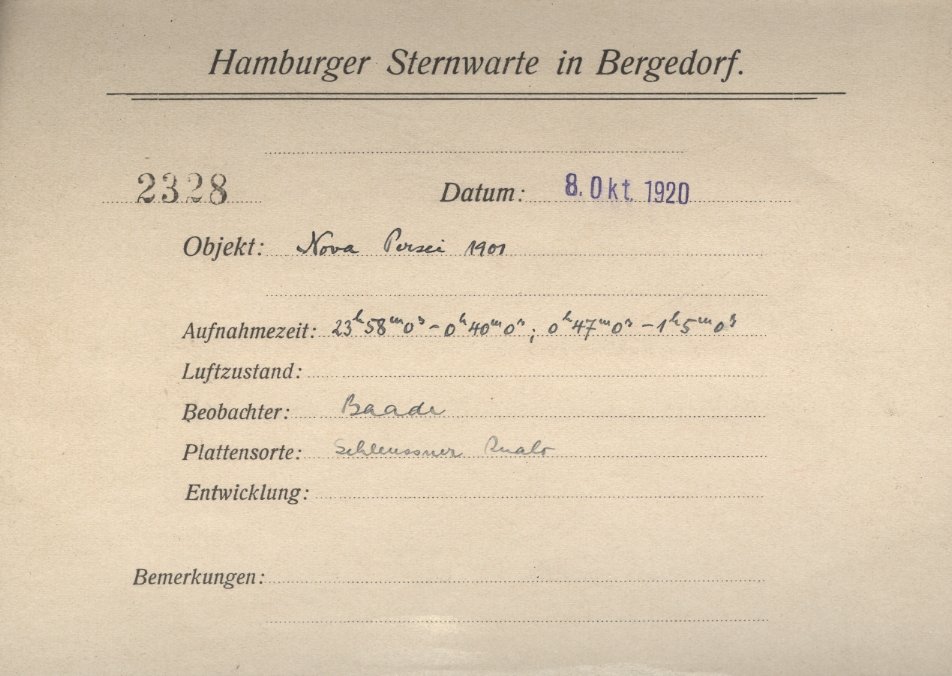 Hamburger Sternwarte in Bergedorf.
2328 Datum: 8. Okt. 1920
Objekt: Nova Persei 1901
Aufnahmezeit: 23h58m0s – 0h40m0s; 0h47m0s – 1h5m0s
Luftzustand:
Beobachter: Baade
Plattensorte: Schleussner
Entwicklung:
Bemerkungen: